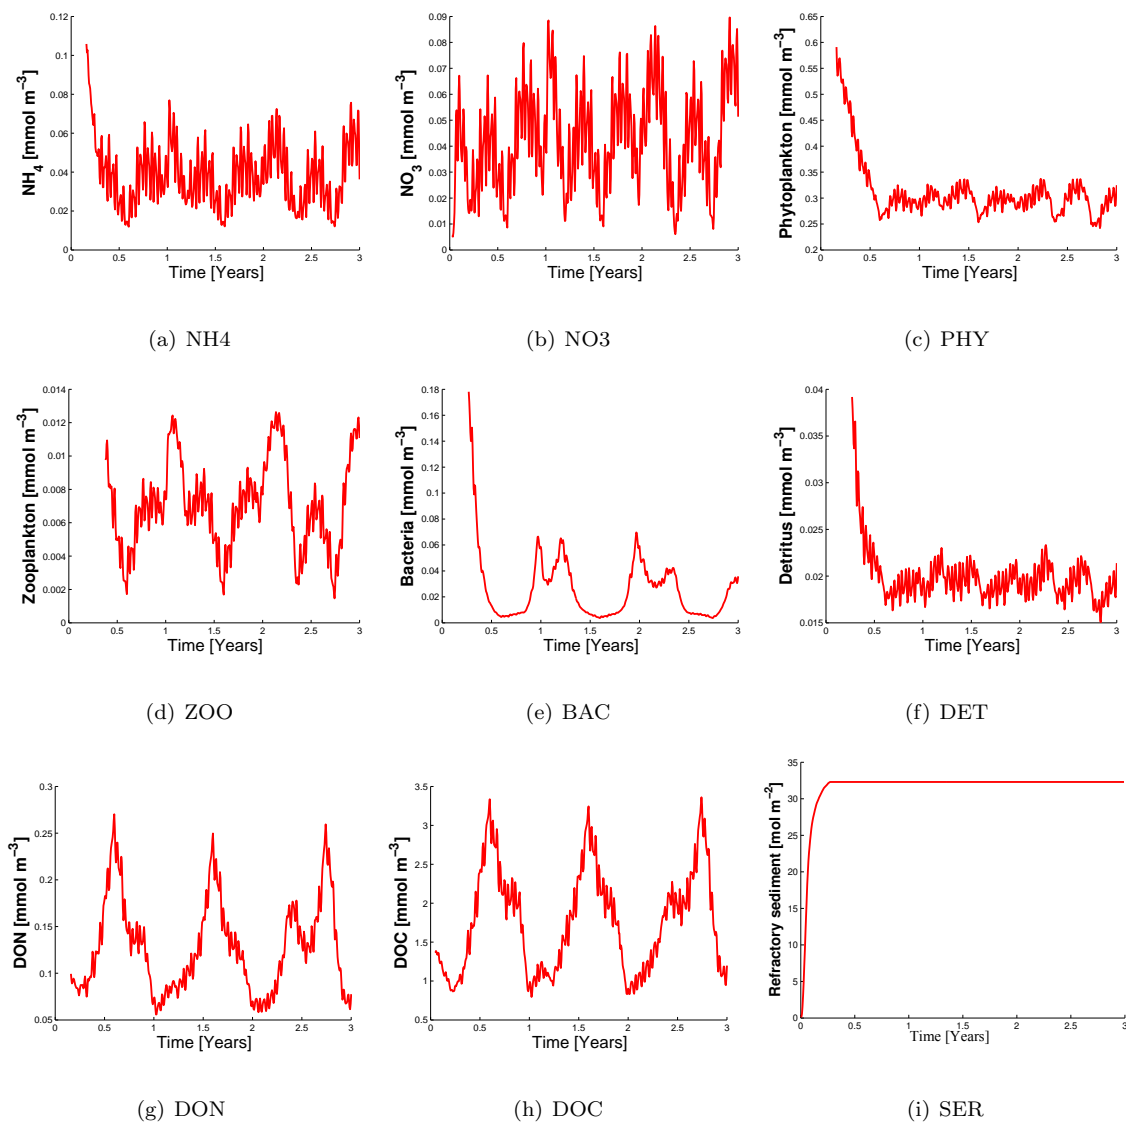 0.12
0.1
0.08
0.06
0.04
0.02
0
NH4 [mmol m−3]
0 0.5 1 1.5 2 2.5 3
Time [Years]
(a) NH4
0.09
0.08
0.07
0.06
0.05
0.04
0.03
0.02
0.01
0
NO3 [mmol m−3]
0 0.5 1 1.5 2 2.5 3
Time [Years]
(b) NO3
0.65
0.6
0.55
0.5
0.45
0.4
0.35
0.3
0.25
0.2
Phytoplankton [mmol m−3]
0 0.5 1 1.5 2 2.5 3
Time [Years]
(c) PHY
0.014
0.012
0.01
0.008
0.006
0.004
0.002
0
Zooplankton [mmol m−3]
0 0.5 1 1.5 2 2.5 3
Time [Years]
(d) ZOO
0.18
0.16
0.14
0.12
0.1
0.08
0.06
0.04
0.02
0
Bacteria [mmol m−3]
0 0.5 1 1.5 2 2.5 3
Time [Years]
(e) BAC
0.04
0.035
0.03
0.025
0.02
0.015
Detritus [mmol m−3]
0 0.5 1 1.5 2 2.5 3
Time [Years]
(f) DET
0.3
0.25
0.2
0.15
0.1
0.05
DON [mmol m−3]
0 0.5 1 1.5 2 2.5 3
Time [Years]
(g) DON
3.5
3
2.5
2
1.5
1
0.5
DOC [mmol m−3]
0 0.5 1 1.5 2 2.5 3
Time [Years]
(h) DOC
35
30
25
20
15
10
5
0
Refractory sediment [mol m−2]
0 0.5 1 1.5 2 2.5 3
Time [Years]
(i) SER